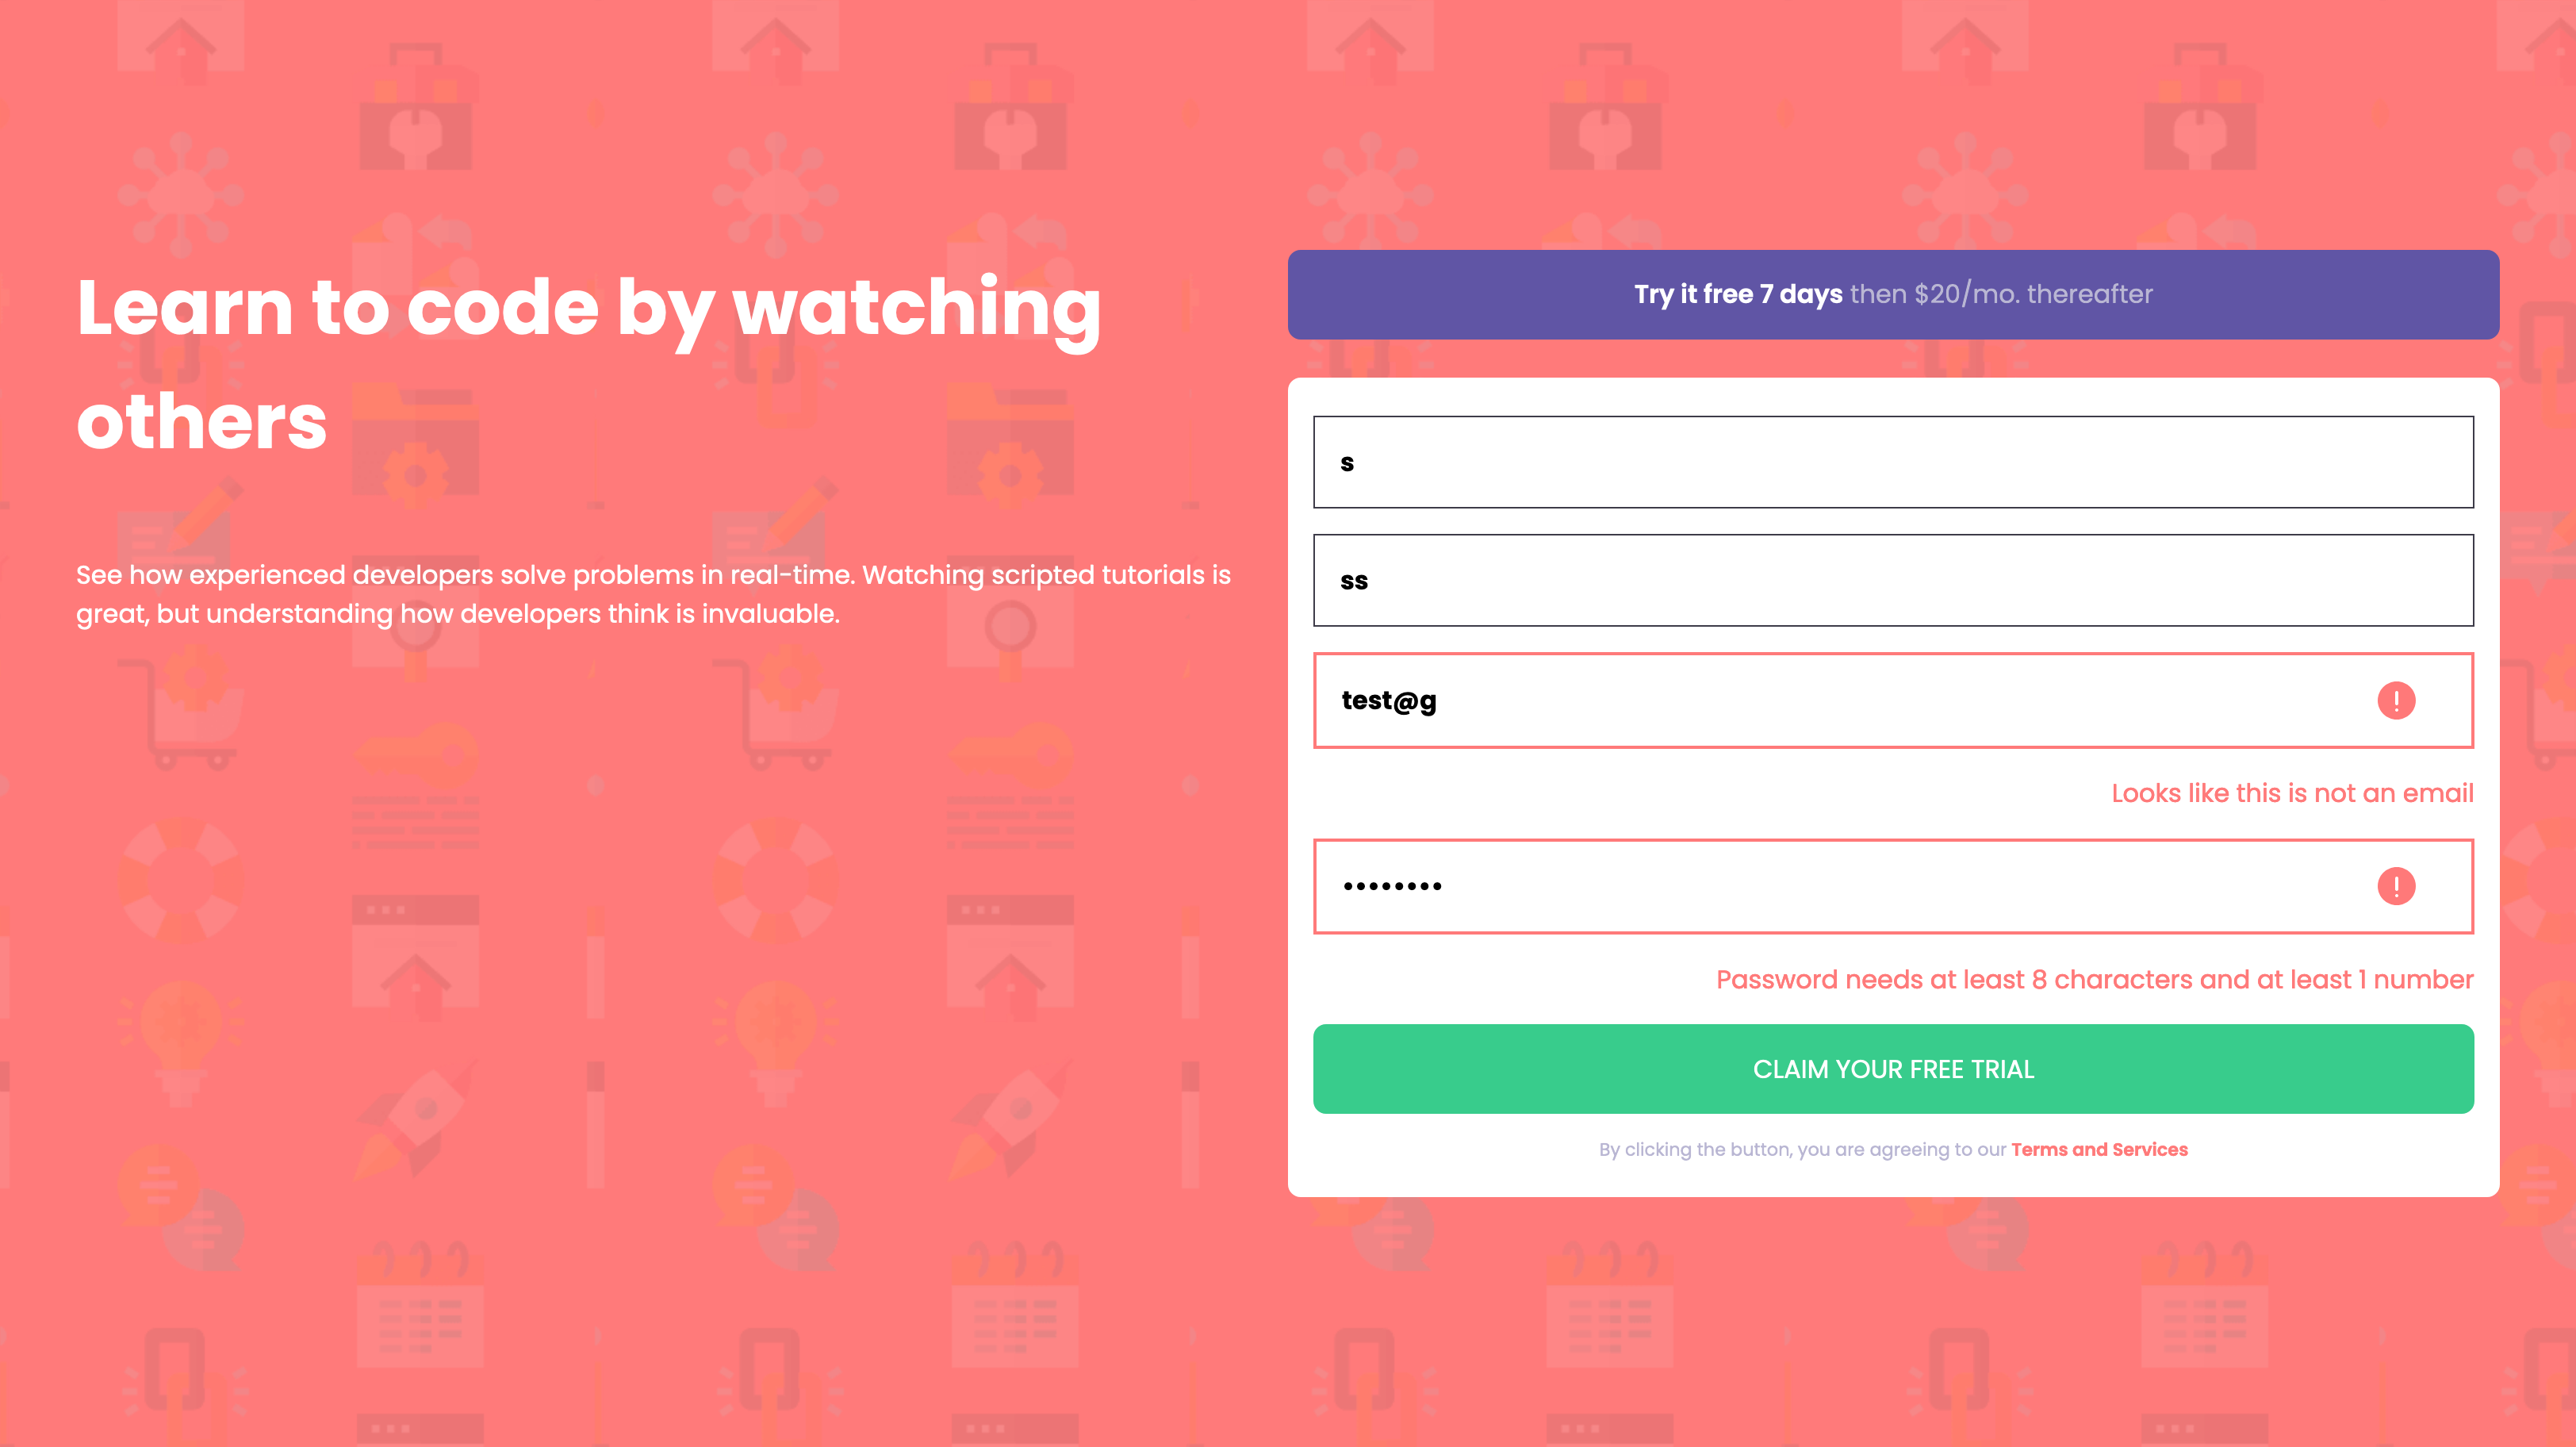 Learn to code by watching
others
See how experienced developers solve problems in real-time. Watching scripted tutorials is
great, but understanding how developers think is invaluable.
Try it free 7 days then $20/mo. thereafter
s
ss
test@g
!
Looks like this is not an email
••••••••
!
Password needs at least 8 characters and at least 1 number
CLAIM YOUR FREE TRIAL
By clicking the button, you are agreeing to our Terms and Services